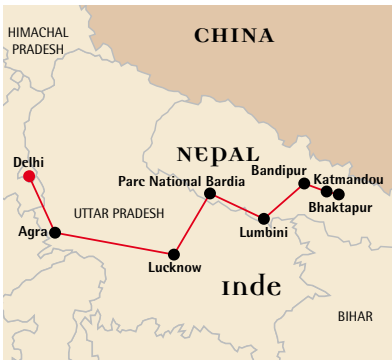 HIMACHAL
PRADESH
CHINA
Delhi
NEPAL
Bandipur
Katmandou
Parc National Bardia
Bhaktapur
UTTAR PRADESH
Agra
Lumbini
Lucknow
Inde
BIHAR